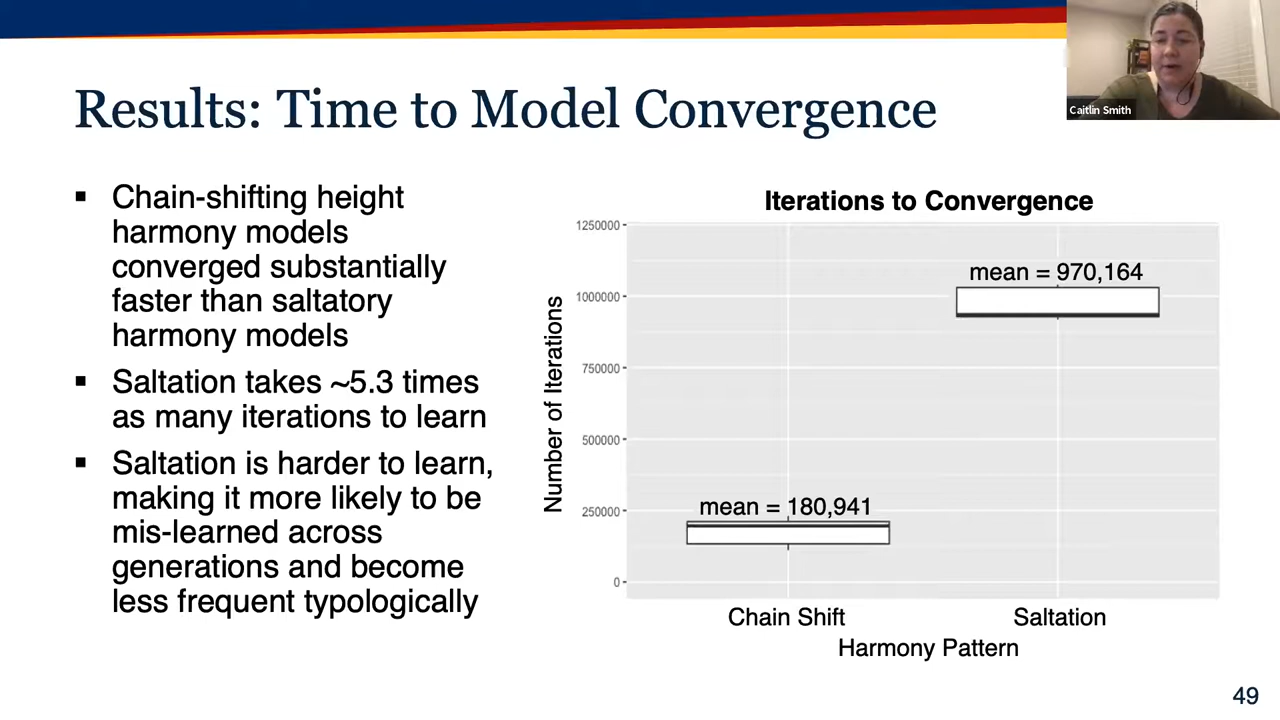 Caitlin Smith
Results: Time to Model Convergence
▪ Chain-shifting height
harmony models
converged substantially
faster than saltatory
harmony models
▪ Saltation takes ~5.3 times
as many iterations to learn
▪ Saltation is harder to learn,
making it more likely to be
mis-learned across
generations and become
less frequent typologically
Iterations to Convergence
Number of Iterations
1250000
1000000
750000
500000
250000
0
mean = 970,164
mean = 180,941
Chain Shift
Saltation
Harmony Pattern
49